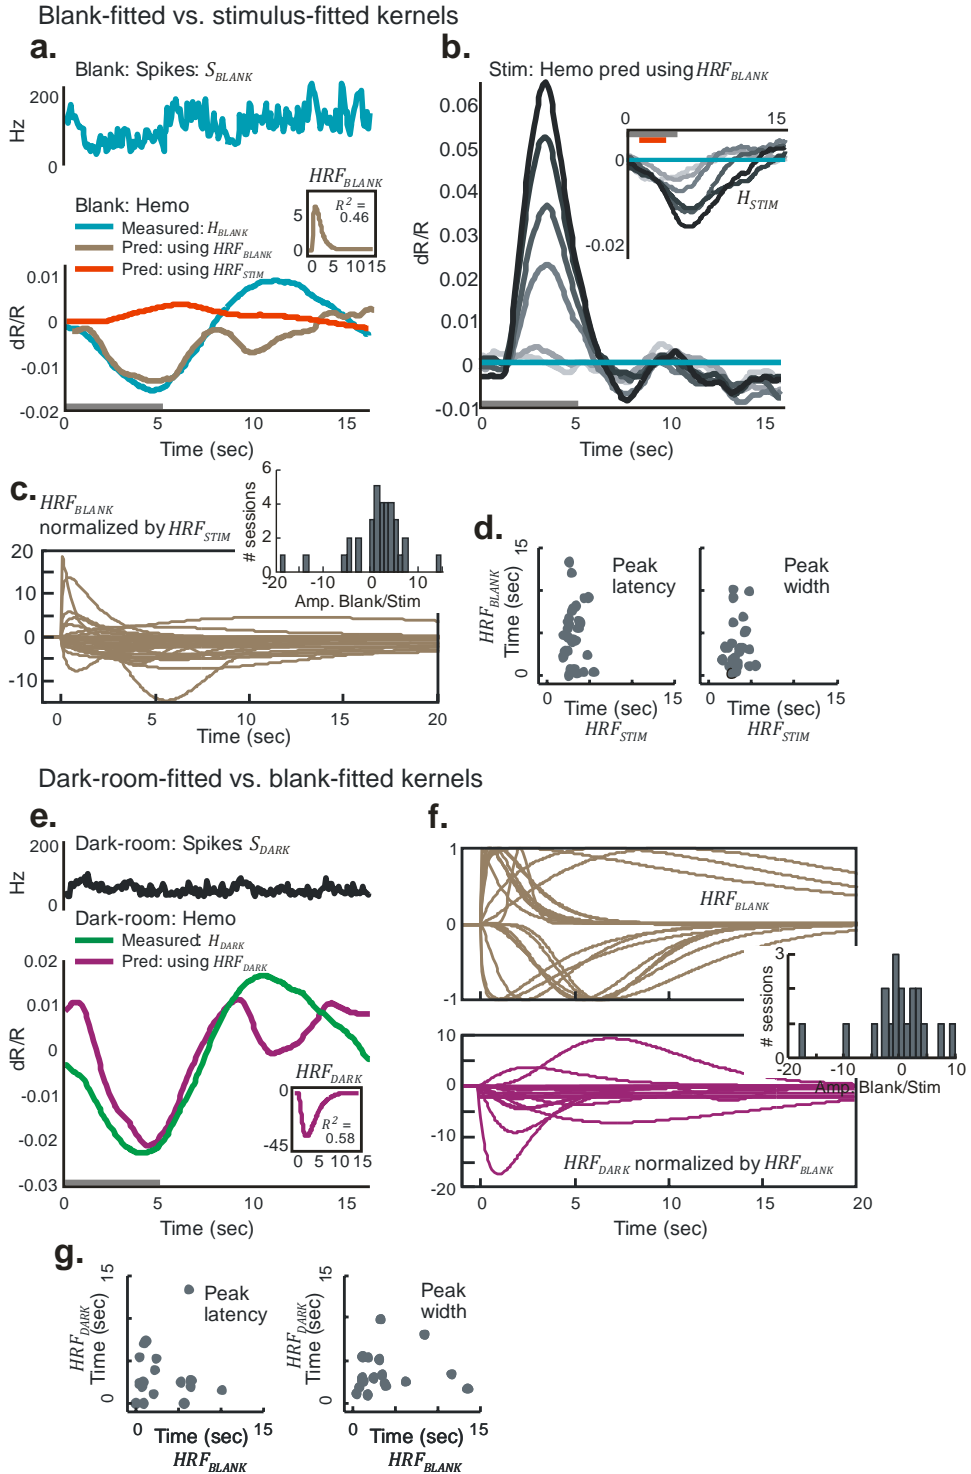 Blank-fitted vs. stimulus-fitted kernels
a.
Blank: Spikes: S_BLANK
200
Hz
0
HRF_BLANK
R² = 0.46
5
0
0 5 10 15
Blank: Hemo
Measured: H_BLANK
Pred: using HRF_BLANK
Pred: using HRF_STIM
0.01
0
-0.01
-0.02
dR/R
0 5 10 15
Time (sec)
b.
Stim: Hemo pred using HRF_BLANK
0.06
0.05
0.04
0.03
0.02
0.01
0
-0.01
dR/R
0 15
0
-0.02
H_STIM
0 5 10 15
Time (sec)
c.
HRF_BLANK
normalized by HRF_STIM
20
10
0
-10
0 5 10 15 20
Time (sec)
6
4
2
0
# sessions
-20 -10 0 10
Amp. Blank/Stim
d.
HRF_BLANK
Time (sec)
15
0
Peak
latency
0 15
Time (sec)
HRF_STIM
Peak
width
0 15
Time (sec)
HRF_STIM
Dark-room-fitted vs. blank-fitted kernels
e.
Dark-room: Spikes: S_DARK
200
Hz
0
Dark-room: Hemo
Measured: H_DARK
Pred: using HRF_DARK
0.02
0.01
0
-0.01
-0.02
-0.03
dR/R
HRF_DARK
0
-45
R² = 0.58
0 5 10 15
0 5 10 15
Time (sec)
f.
1
0
-1
HRF_BLANK
0 5 10 15 20
3
2
0
# sessions
-20 -10 0 10
Amp. Blank/Stim
10
0
-10
-20
HRF_DARK normalized by HRF_BLANK
0 5 10 15 20
Time (sec)
g.
HRF_DARK
Time (sec)
15
0
Peak
latency
0 15
Time (sec)
HRF_BLANK
HRF_DARK
Time (sec)
15
0
Peak
width
0 15
Time (sec)
HRF_BLANK